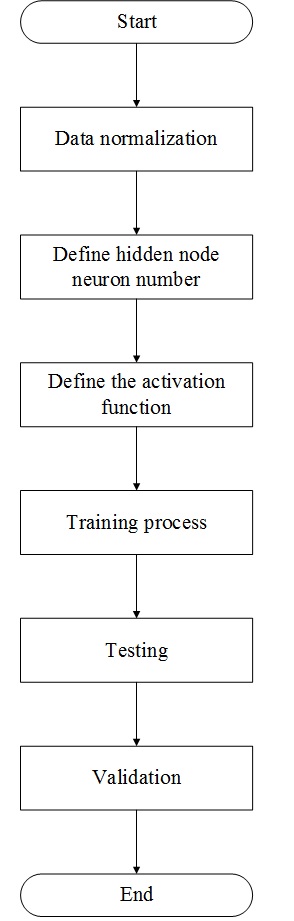 Start
Data normalization
Define hidden node
neuron number
Define the activation
function
Training process
Testing
Validation
End